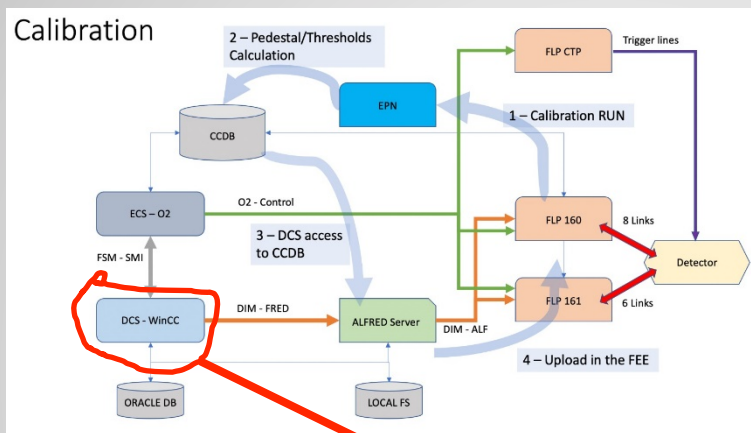 Calibration
2 – Pedestal/Thresholds
Calculation
FLP CTP
Trigger lines
EPN
1 – Calibration RUN
CCDB
O2 - Control
ECS – O2
FLP 160
8 Links
3 – DCS access
to CCDB
FSM - SMI
Detector
DCS - WinCC
DIM - FRED
ALFRED Server
DIM - ALF
FLP 161
6 Links
4 – Upload in the FEE
ORACLE DB
LOCAL FS